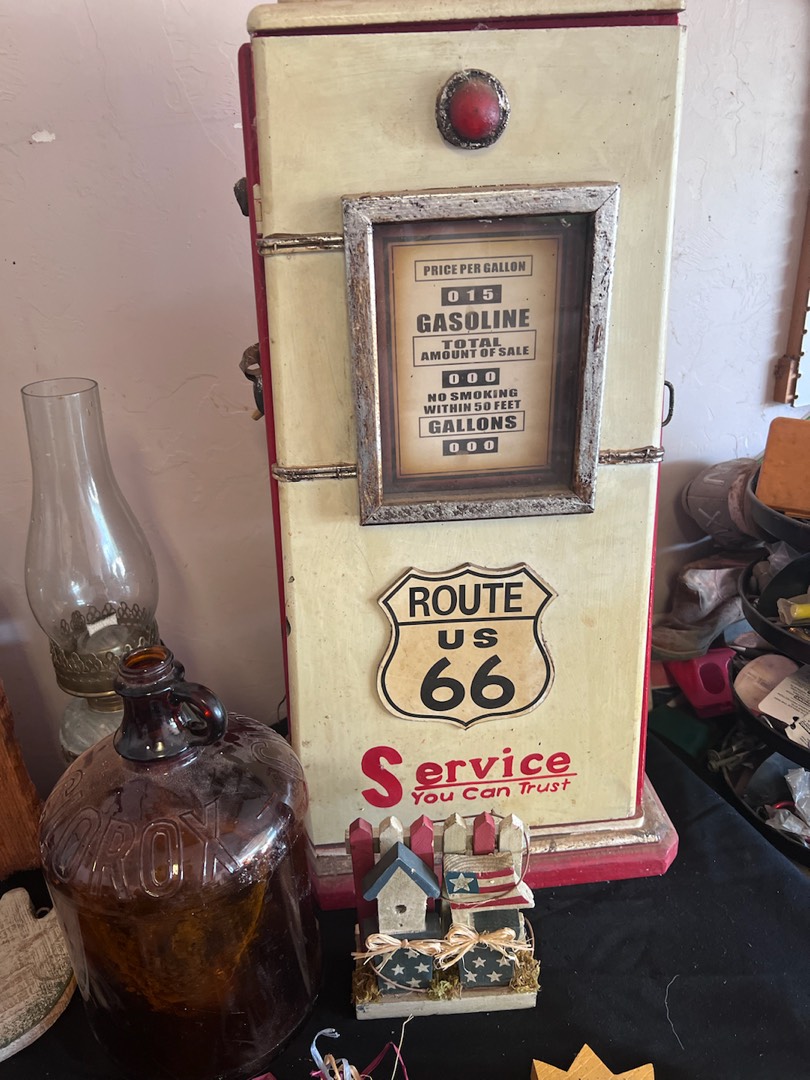 PRICE PER GALLON
015
GASOLINE
TOTAL
AMOUNT OF SALE
000
NO SMOKING
WITHIN 50 FEET
GALLONS
000
ROUTE
US
66
Service
You Can Trust
OROX